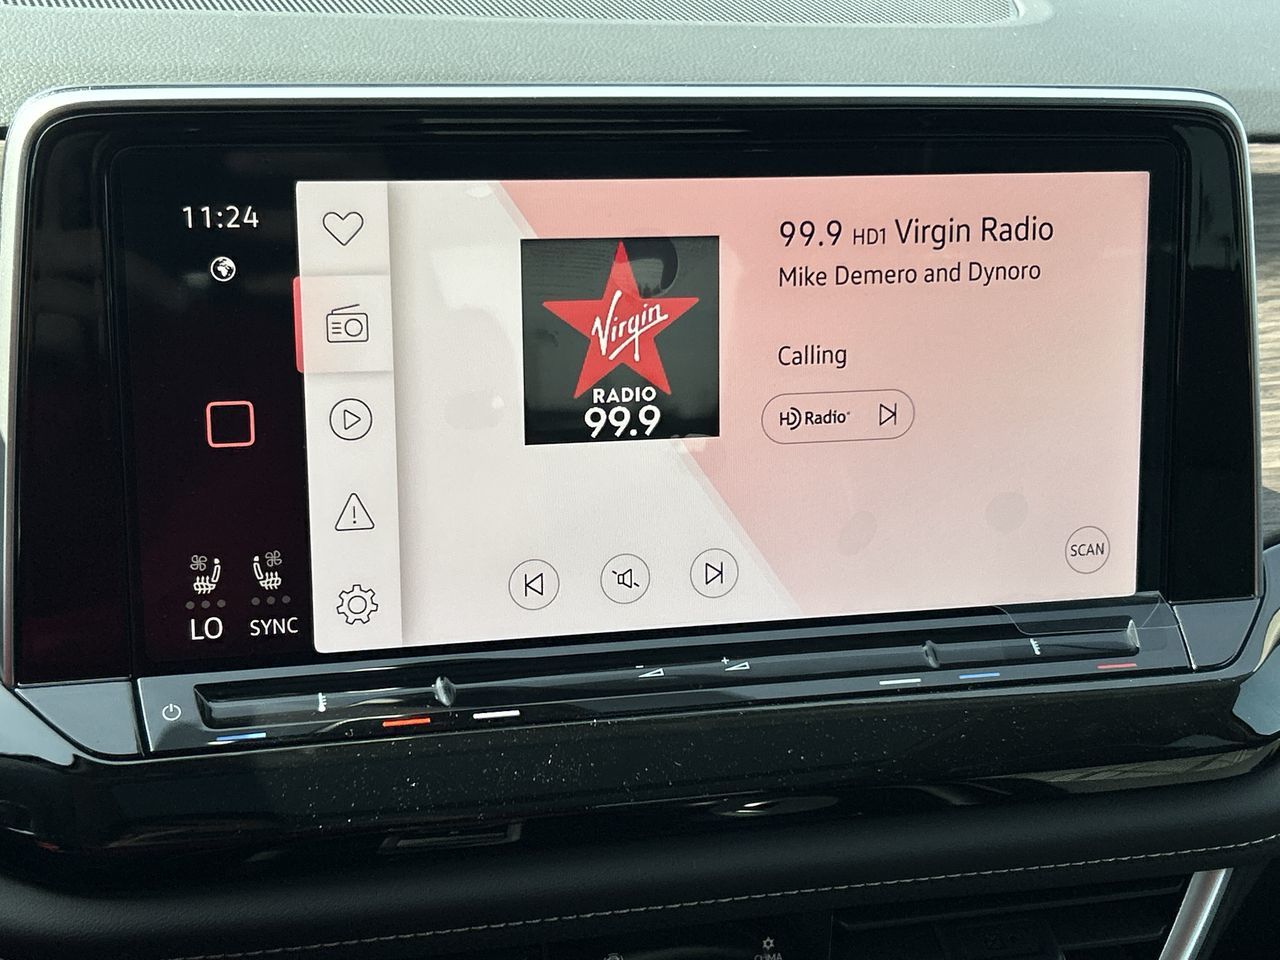 11:24
99.9 HD1 Virgin Radio
Mike Demero and Dynoro
Calling
HD Radio
Virgin
RADIO
99.9
SCAN
LO
SYNC